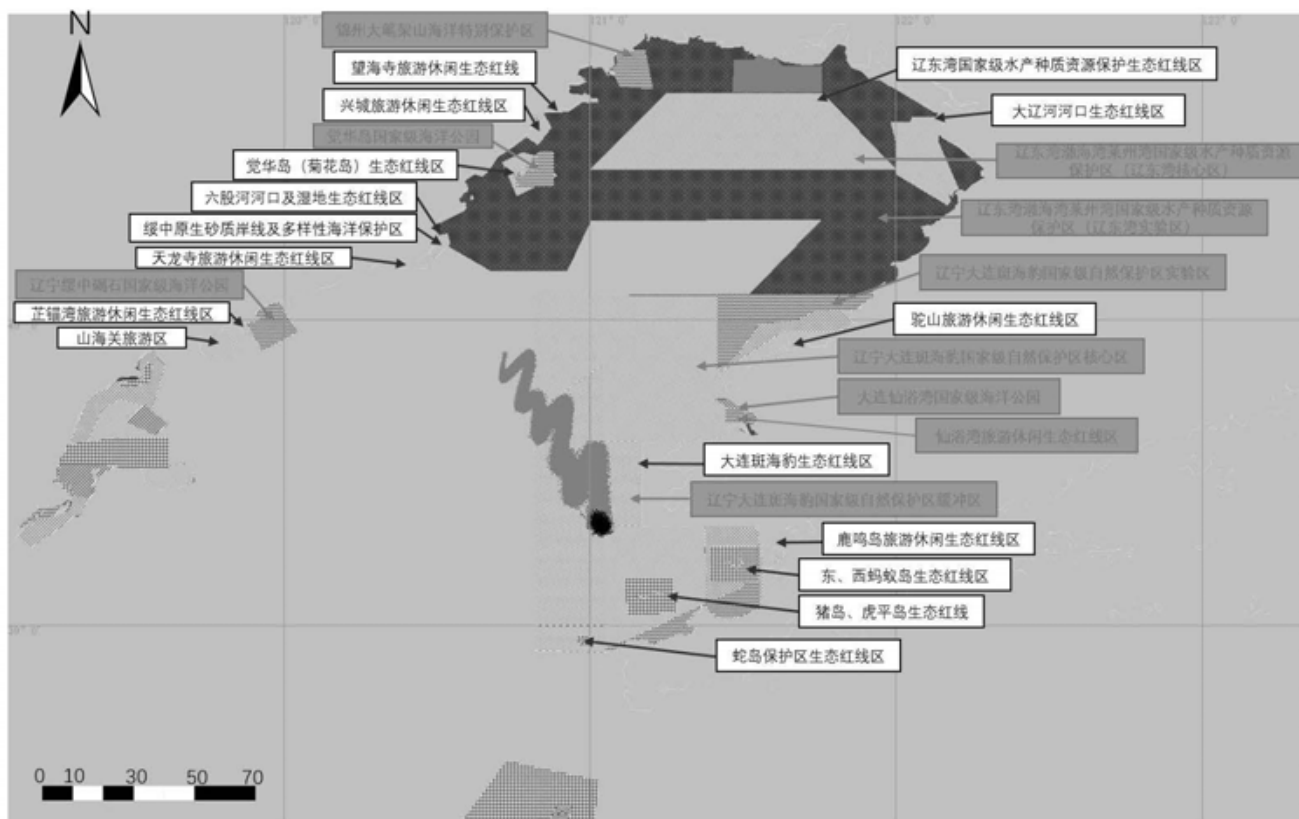 N
120° 0'
121° 0'
122° 0'
123° 0'
锦州大笔架山海洋特别保护区
望海寺旅游休闲生态红线
辽东湾国家级水产种质资源保护生态红线区
兴城旅游休闲生态红线区
大辽河河口生态红线区
觉华岛国家级海洋公园
觉华岛（菊花岛）生态红线区
辽东湾渤海湾莱州湾国家级水产种质资源
保护区（辽东湾核心区）
六股河河口及湿地生态红线区
辽东湾渤海湾莱州湾国家级水产种质资源
保护区（辽东湾实验区）
绥中原生砂质岸线及多样性海洋保护区
天龙寺旅游休闲生态红线区
辽宁大连斑海豹国家级自然保护区实验区
辽宁绥中碣石国家级海洋公园
芷锚湾旅游休闲生态红线区
驼山旅游休闲生态红线区
山海关旅游区
辽宁大连斑海豹国家级自然保护区核心区
大连仙浴湾国家级海洋公园
仙浴湾旅游休闲生态红线区
大连斑海豹生态红线区
辽宁大连斑海豹国家级自然保护区缓冲区
鹿鸣岛旅游休闲生态红线区
东、西蚂蚁岛生态红线区
猪岛、虎平岛生态红线
蛇岛保护区生态红线区
0 10 30 50 70